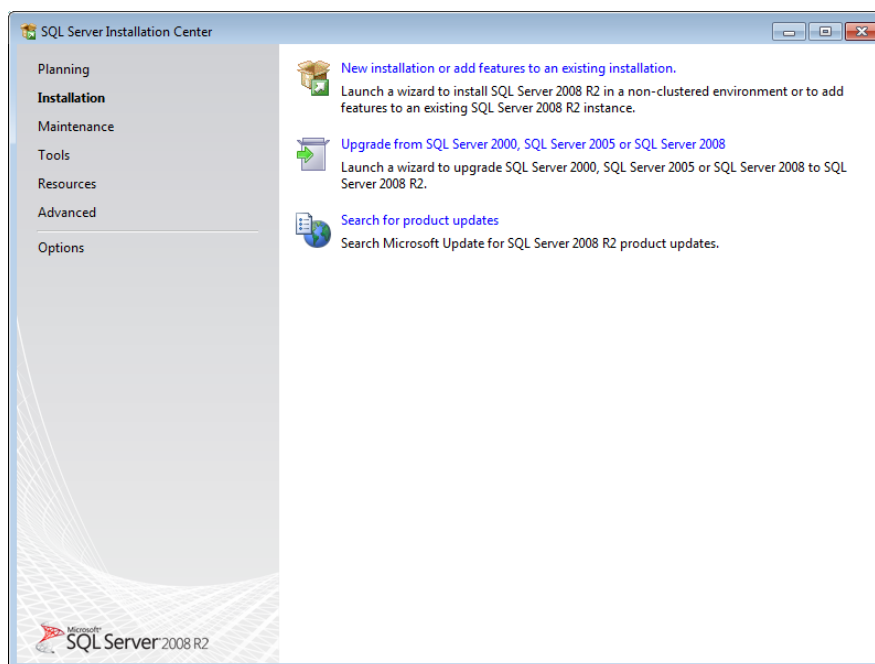 SQL Server Installation Center
Planning
Installation
Maintenance
Tools
Resources
Advanced
Options
New installation or add features to an existing installation.
Launch a wizard to install SQL Server 2008 R2 in a non-clustered environment or to add
features to an existing SQL Server 2008 R2 instance.
Upgrade from SQL Server 2000, SQL Server 2005 or SQL Server 2008
Launch a wizard to upgrade SQL Server 2000, SQL Server 2005 or SQL Server 2008 to SQL
Server 2008 R2.
Search for product updates
Search Microsoft Update for SQL Server 2008 R2 product updates.
Microsoft
SQL Server 2008 R2